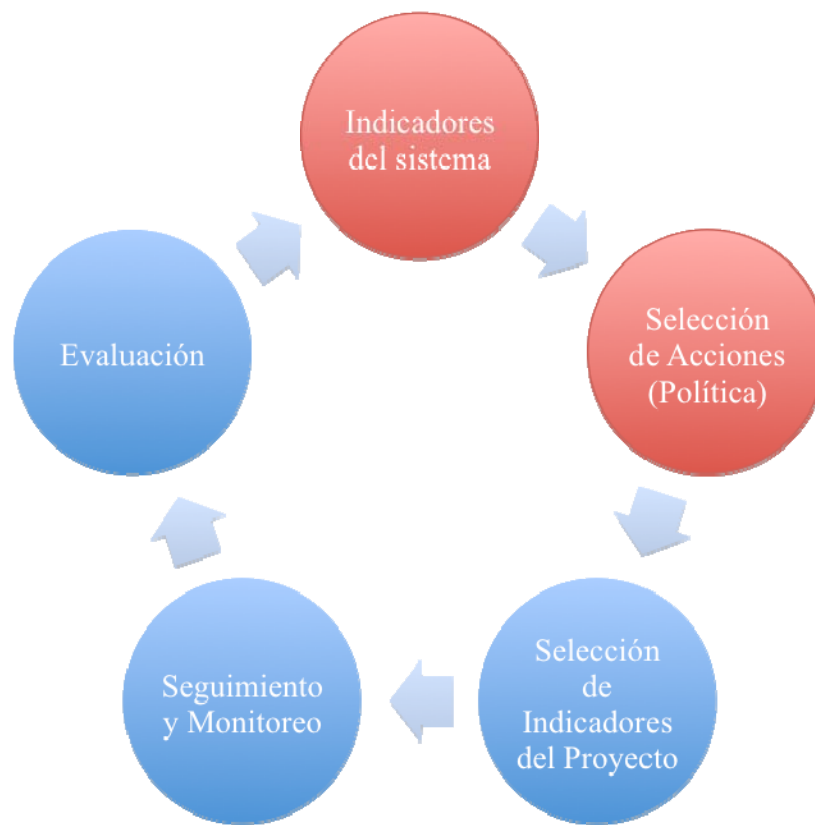 Indicadores
del sistema
Selección
de Acciones
(Política)
Selección
de
Indicadores
del Proyecto
Seguimiento
y Monitoreo
Evaluación